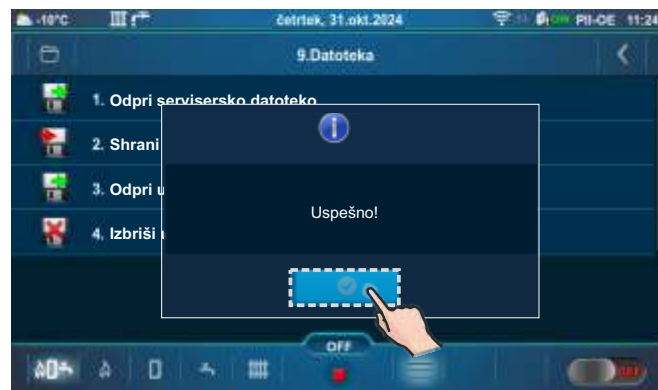 -10°C četrtek, 31.okt.2024 PII-OE 11:24
9.Datoteka
1. Odpri servisersko datoteko
2. Shrani
3. Odpri u
4. Izbriši
Uspešno!
OFF
OFF